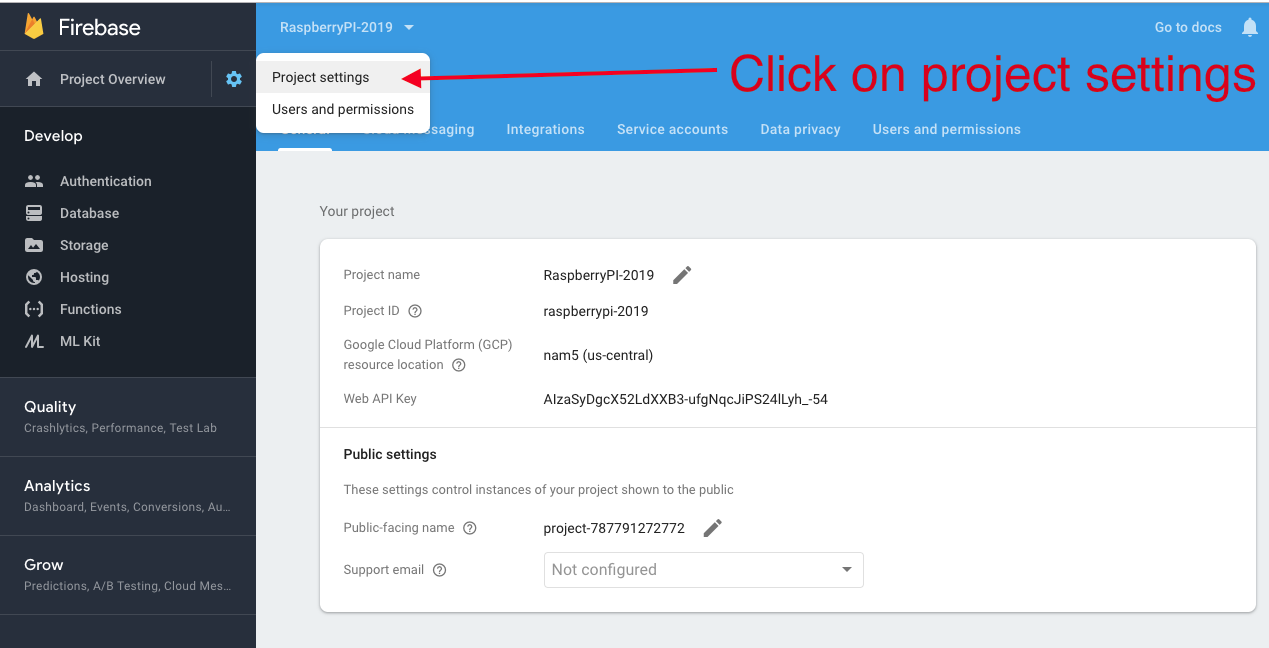 Firebase
RaspberryPI-2019
Go to docs
Project Overview
Project settings
Users and permissions
Click on project settings
Integrations
Service accounts
Data privacy
Users and permissions
Develop
Authentication
Database
Storage
Hosting
Functions
ML Kit
Quality
Crashlytics, Performance, Test Lab
Analytics
Dashboard, Events, Conversions, Au...
Grow
Predictions, A/B Testing, Cloud Mes...
Your project
Project name
RaspberryPI-2019
Project ID
raspberrypi-2019
Google Cloud Platform (GCP)
resource location
nam5 (us-central)
Web API Key
AIzaSyDgcX52LdXXB3-ufgNqcJiPS24lLyh_-54
Public settings
These settings control instances of your project shown to the public
Public-facing name
project-787791272772
Support email
Not configured